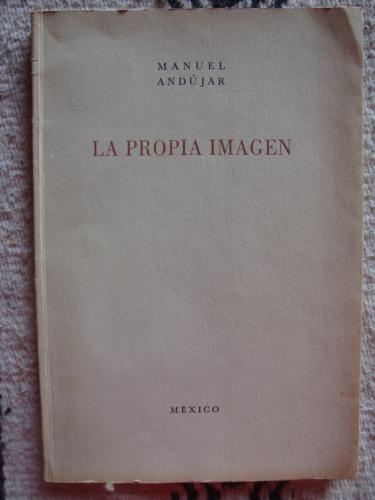 MANUEL
ANDÚJAR
LA PROPIA IMAGEN
MÉXICO